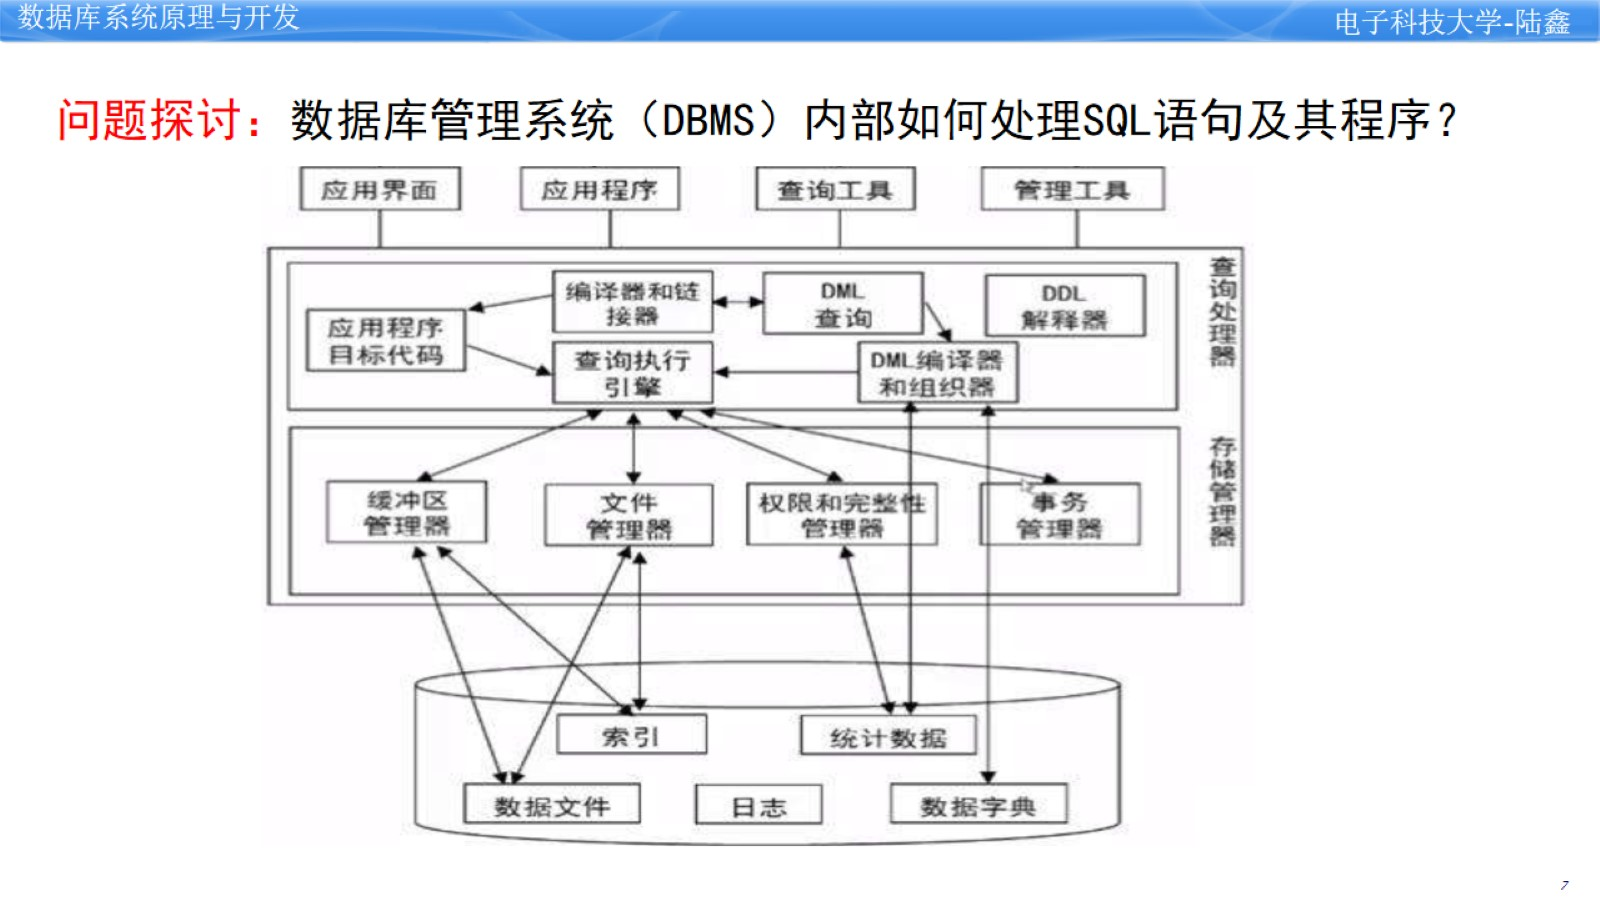 数据库系统原理与开发
电子科技大学-陆鑫
问题探讨：数据库管理系统（DBMS）内部如何处理SQL语句及其程序？
应用界面
应用程序
查询工具
管理工具
查询处理器
编译器和链
接器
DML
查询
DDL
解释器
应用程序
目标代码
查询执行
引擎
DML编译器
和组织器
存储管理器
缓冲区
管理器
文件
管理器
权限和完整性
管理器
事务
管理器
索引
统计数据
数据文件
日志
数据字典
7